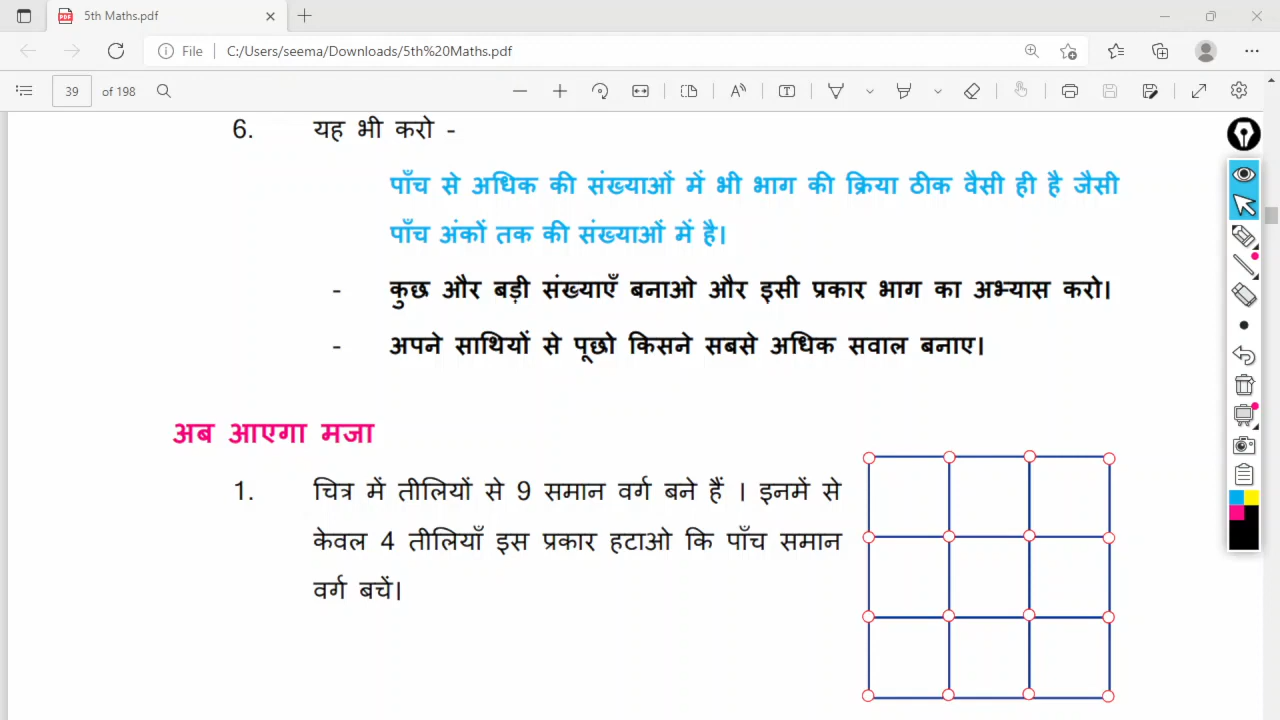 5th Maths.pdf
File C:/Users/seema/Downloads/5th%20Maths.pdf
39 of 198
6. यह भी करो -
पाँच से अधिक की संख्याओं में भी भाग की क्रिया ठीक वैसी ही है जैसी
पाँच अंकों तक की संख्याओं में है।
- कुछ और बड़ी संख्याएँ बनाओ और इसी प्रकार भाग का अभ्यास करो।
- अपने साथियों से पूछो किसने सबसे अधिक सवाल बनाए।
अब आएगा मजा
1. चित्र में तीलियों से 9 समान वर्ग बने हैं । इनमें से
केवल 4 तीलियाँ इस प्रकार हटाओ कि पाँच समान
वर्ग बचें।